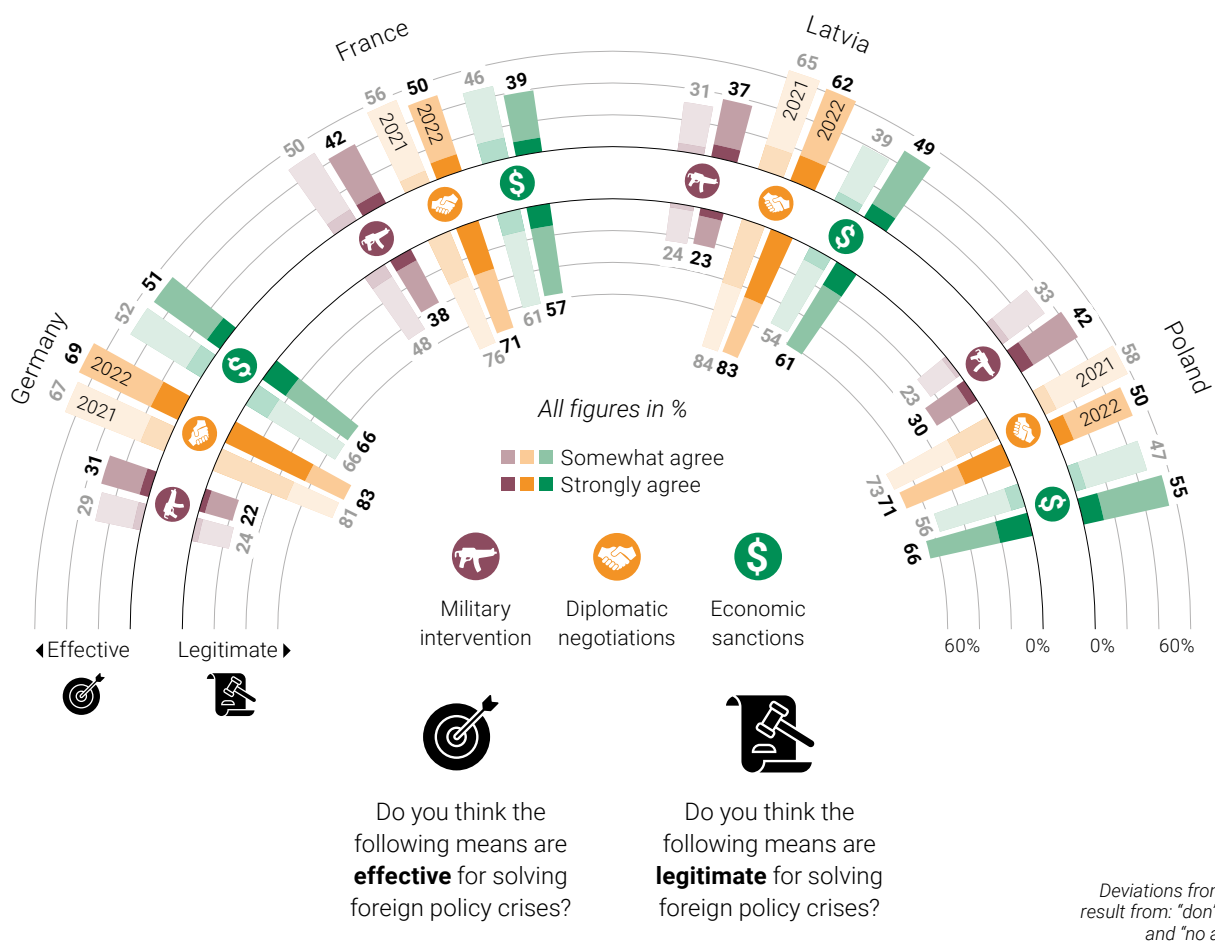 France
Latvia
Germany
Poland
50
42
56
50
46
39
2021
2022
48
38
76
71
61
57
31
37
65
62
39
49
2021
2022
24
23
84
83
54
61
51
52
69
67
31
29
2022
2021
66
66
83
81
22
24
33
42
58
50
47
55
2021
2022
23
30
73
71
56
66
All figures in %
Somewhat agree
Strongly agree
Military
intervention
Diplomatic
negotiations
Economic
sanctions
$
$
$
$
$
Effective
Legitimate
60%
0%
0%
60%
Do you think the
following means are
effective for solving
foreign policy crises?
Do you think the
following means are
legitimate for solving
foreign policy crises?
Deviations from
result from: "don'
and "no a